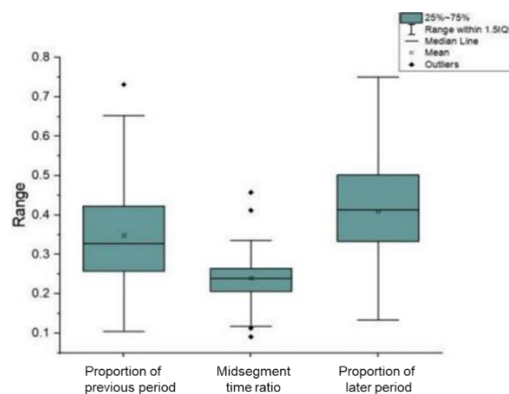 25%~75%
Range within 1.5IQ
Median Line
Mean
Outliers
0.8
0.7
0.6
0.5
0.4
0.3
0.2
0.1
Range
Proportion of
previous period
Midsegment
time ratio
Proportion of
later period